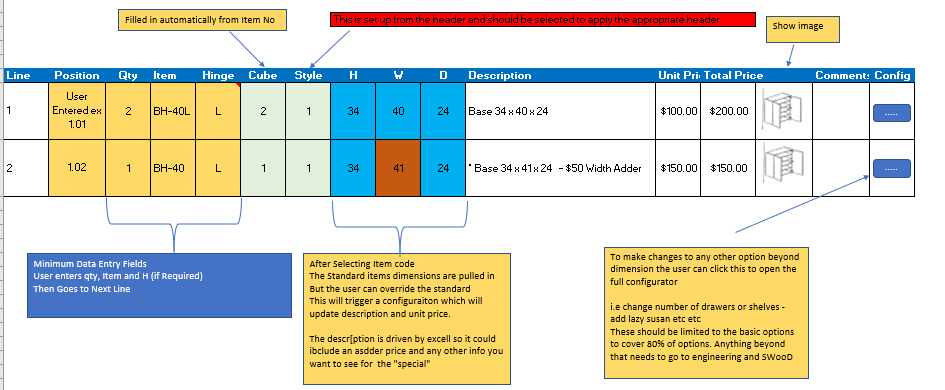 Filled in automatically from Item No
This is set up from the header and should be selected to apply the appropriate header
Show image
Line Position Qty Item Hinge Cube Style H W D Description Unit Pri Total Price Comment Config
1 User Entered ex 1.01 2 BH-40L L 2 1 34 40 24 Base 34 x 40 x 24 $100.00 $200.00 .....
2 1.02 1 BH-40 L 1 1 34 41 24 * Base 34 x 41 x 24 - $50 Width Adder $150.00 $150.00 .....
Minimum Data Entry Fields
User enters qty, Item and H (if Required)
Then Goes to Next Line
After Selecting Item code
The Standard items dimensions are pulled in
But the user can override the standard
This will trigger a configuraiton which will
update description and unit price.
The descr[ption is driven by excell so it could
ibclude an asdder price and any other info you
want to see for the "special"
To make changes to any other option beyond
dimension the user can click this to open the
full configurator
i.e change number of drawers or shelves -
add lazy susan etc etc
These should be limited to the basic options
to cover 80% of options. Anything beyond
that needs to go to engineering and SWooD